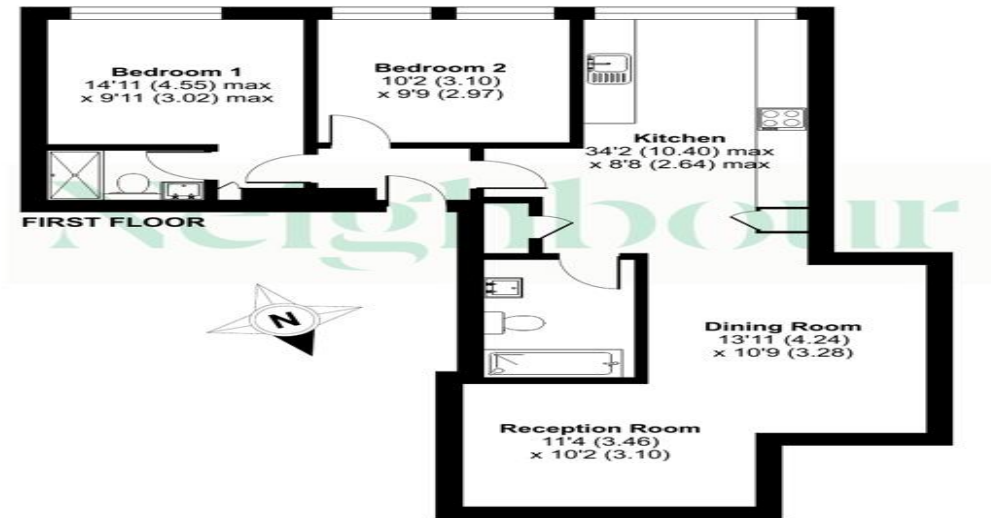 Bedroom 1
14'11 (4.55) max
x 9'11 (3.02) max
Bedroom 2
10'2 (3.10)
x 9'9 (2.97)
Kitchen
34'2 (10.40) max
x 8'8 (2.64) max
FIRST FLOOR
Neighbour
N
Dining Room
13'11 (4.24)
x 10'9 (3.28)
Reception Room
11'4 (3.46)
x 10'2 (3.10)